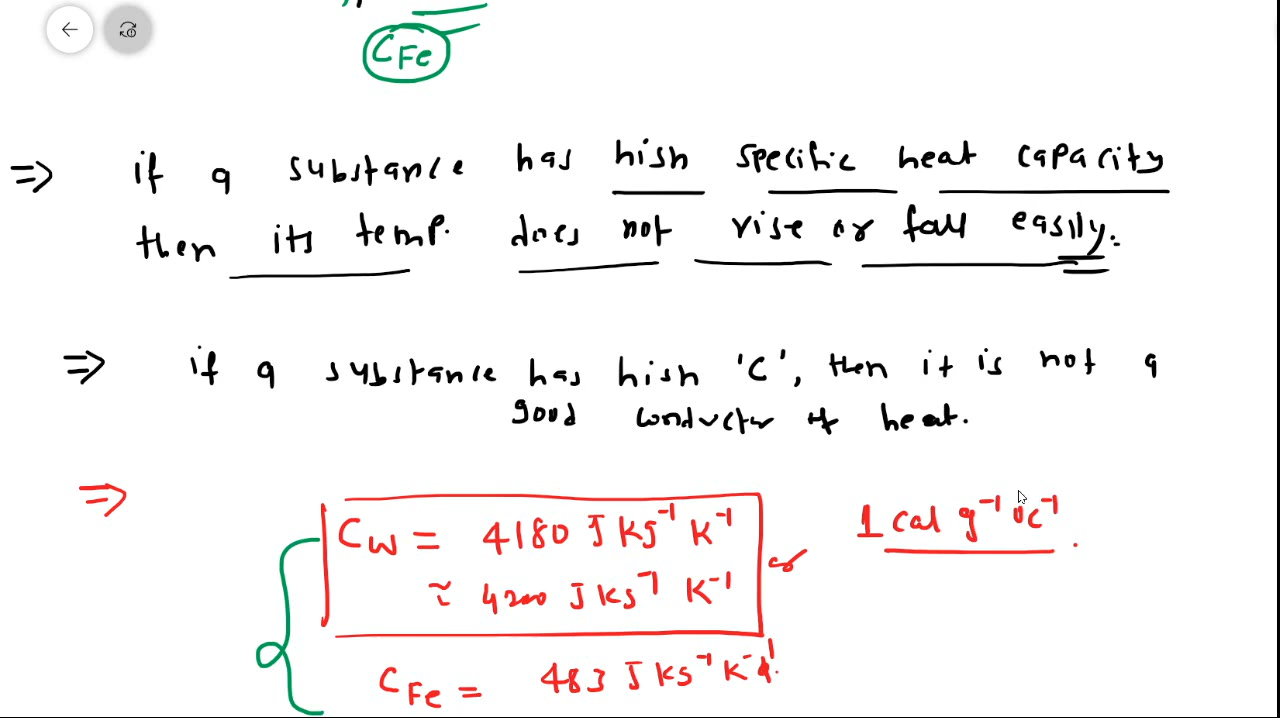 C Fe
⇒ if a substance has high specific heat capacity
then its temp. does not rise or fall easily.
⇒ if a substance has high 'C', then it is not a
good conductor of heat.
⇒ C_W = 4180 J Kg⁻¹ K⁻¹ or 1 cal g⁻¹ °C⁻¹.
≈ 4200 J Kg⁻¹ K⁻¹
C_Fe = 483 J Kg⁻¹ K⁻¹.